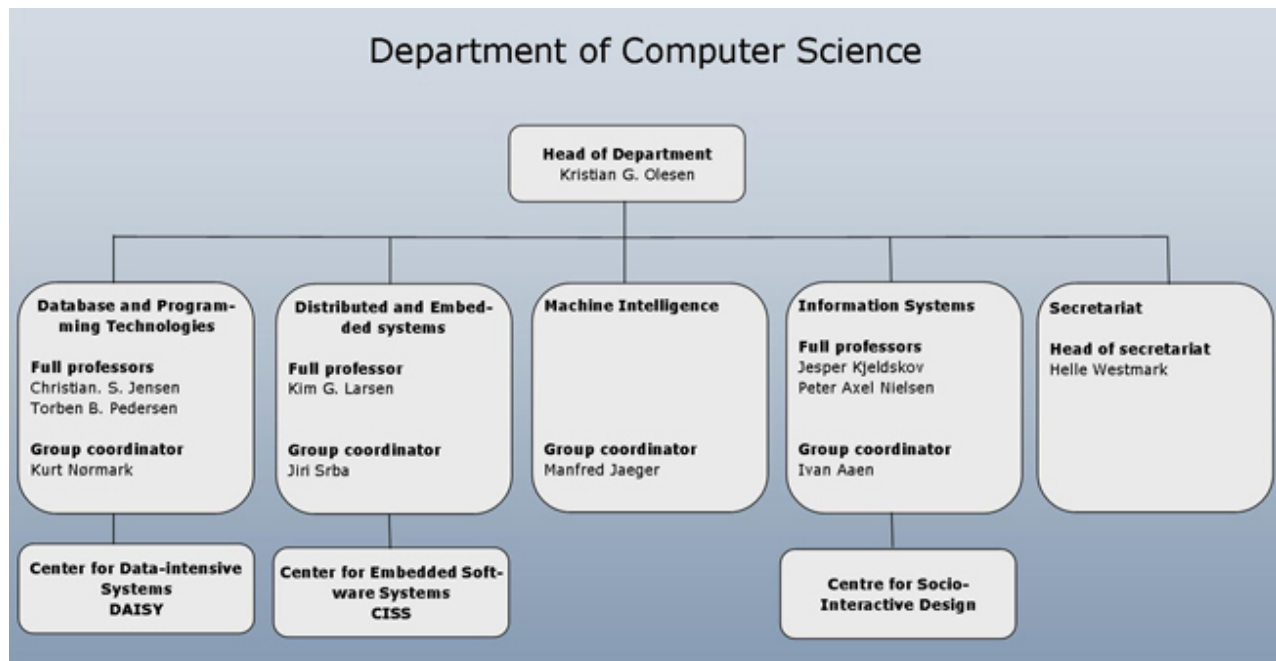 Department of Computer Science
Head of Department
Kristian G. Olesen
Database and Program-
ming Technologies
Full professors
Christian. S. Jensen
Torben B. Pedersen
Group coordinator
Kurt Nørmark
Distributed and Embed-
ded systems
Full professor
Kim G. Larsen
Group coordinator
Jiri Srba
Machine Intelligence
Group coordinator
Manfred Jaeger
Information Systems
Full professors
Jesper Kjeldskov
Peter Axel Nielsen
Group coordinator
Ivan Aaen
Secretariat
Head of secretariat
Helle Westmark
Center for Data-intensive
Systems
DAISY
Center for Embedded Soft-
ware Systems
CISS
Centre for Socio-
Interactive Design